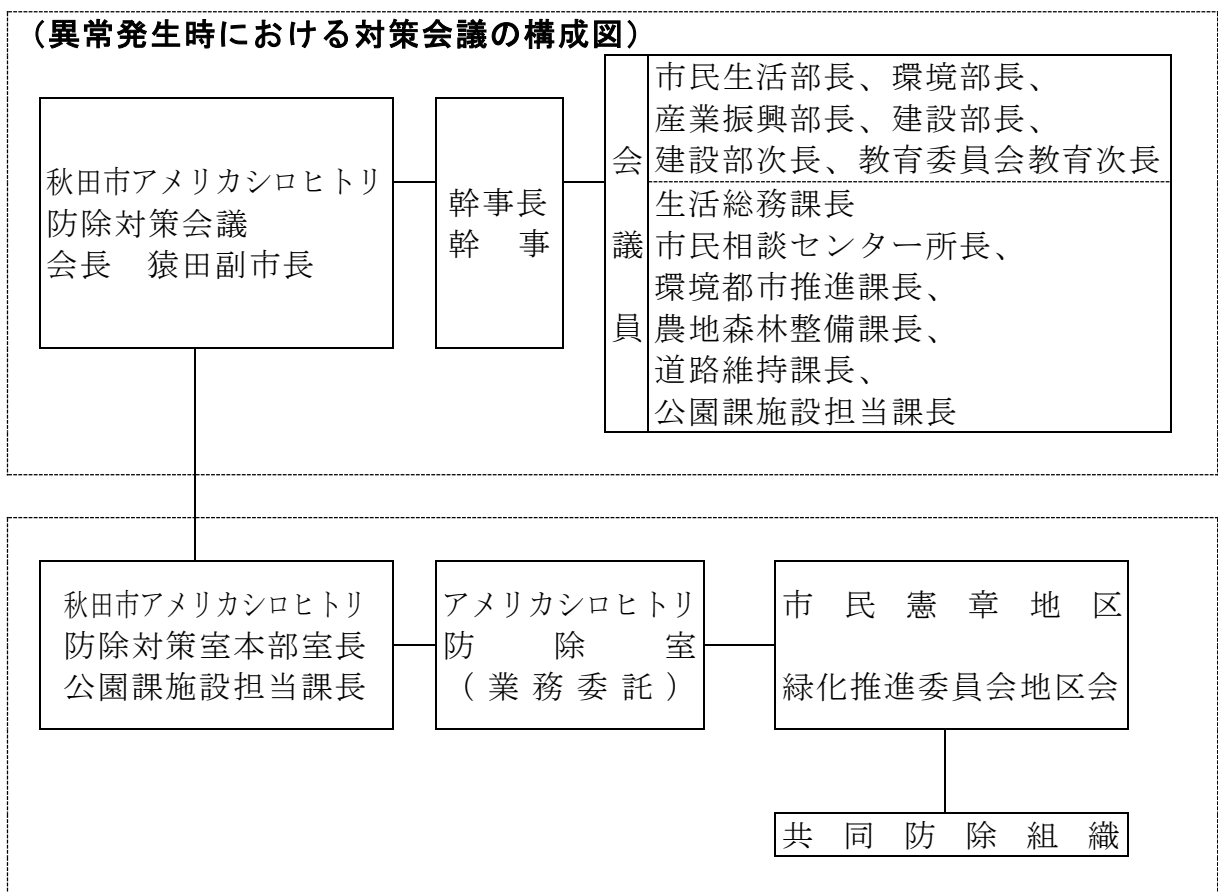 （異常発生時における対策会議の構成図）
秋田市アメリカシロヒトリ
防除対策会議
会長　猿田副市長
幹事長
幹　事
会議員
市民生活部長、環境部長、
産業振興部長、建設部長、
建設部次長、教育委員会教育次長
生活総務課長
市民相談センター所長、
環境都市推進課長、
農地森林整備課長、
道路維持課長、
公園課施設担当課長
秋田市アメリカシロヒトリ
防除対策室本部室長
公園課施設担当課長
アメリカシロヒトリ
防除室
（業務委託）
市民憲章地区
緑化推進委員会地区会
共同防除組織